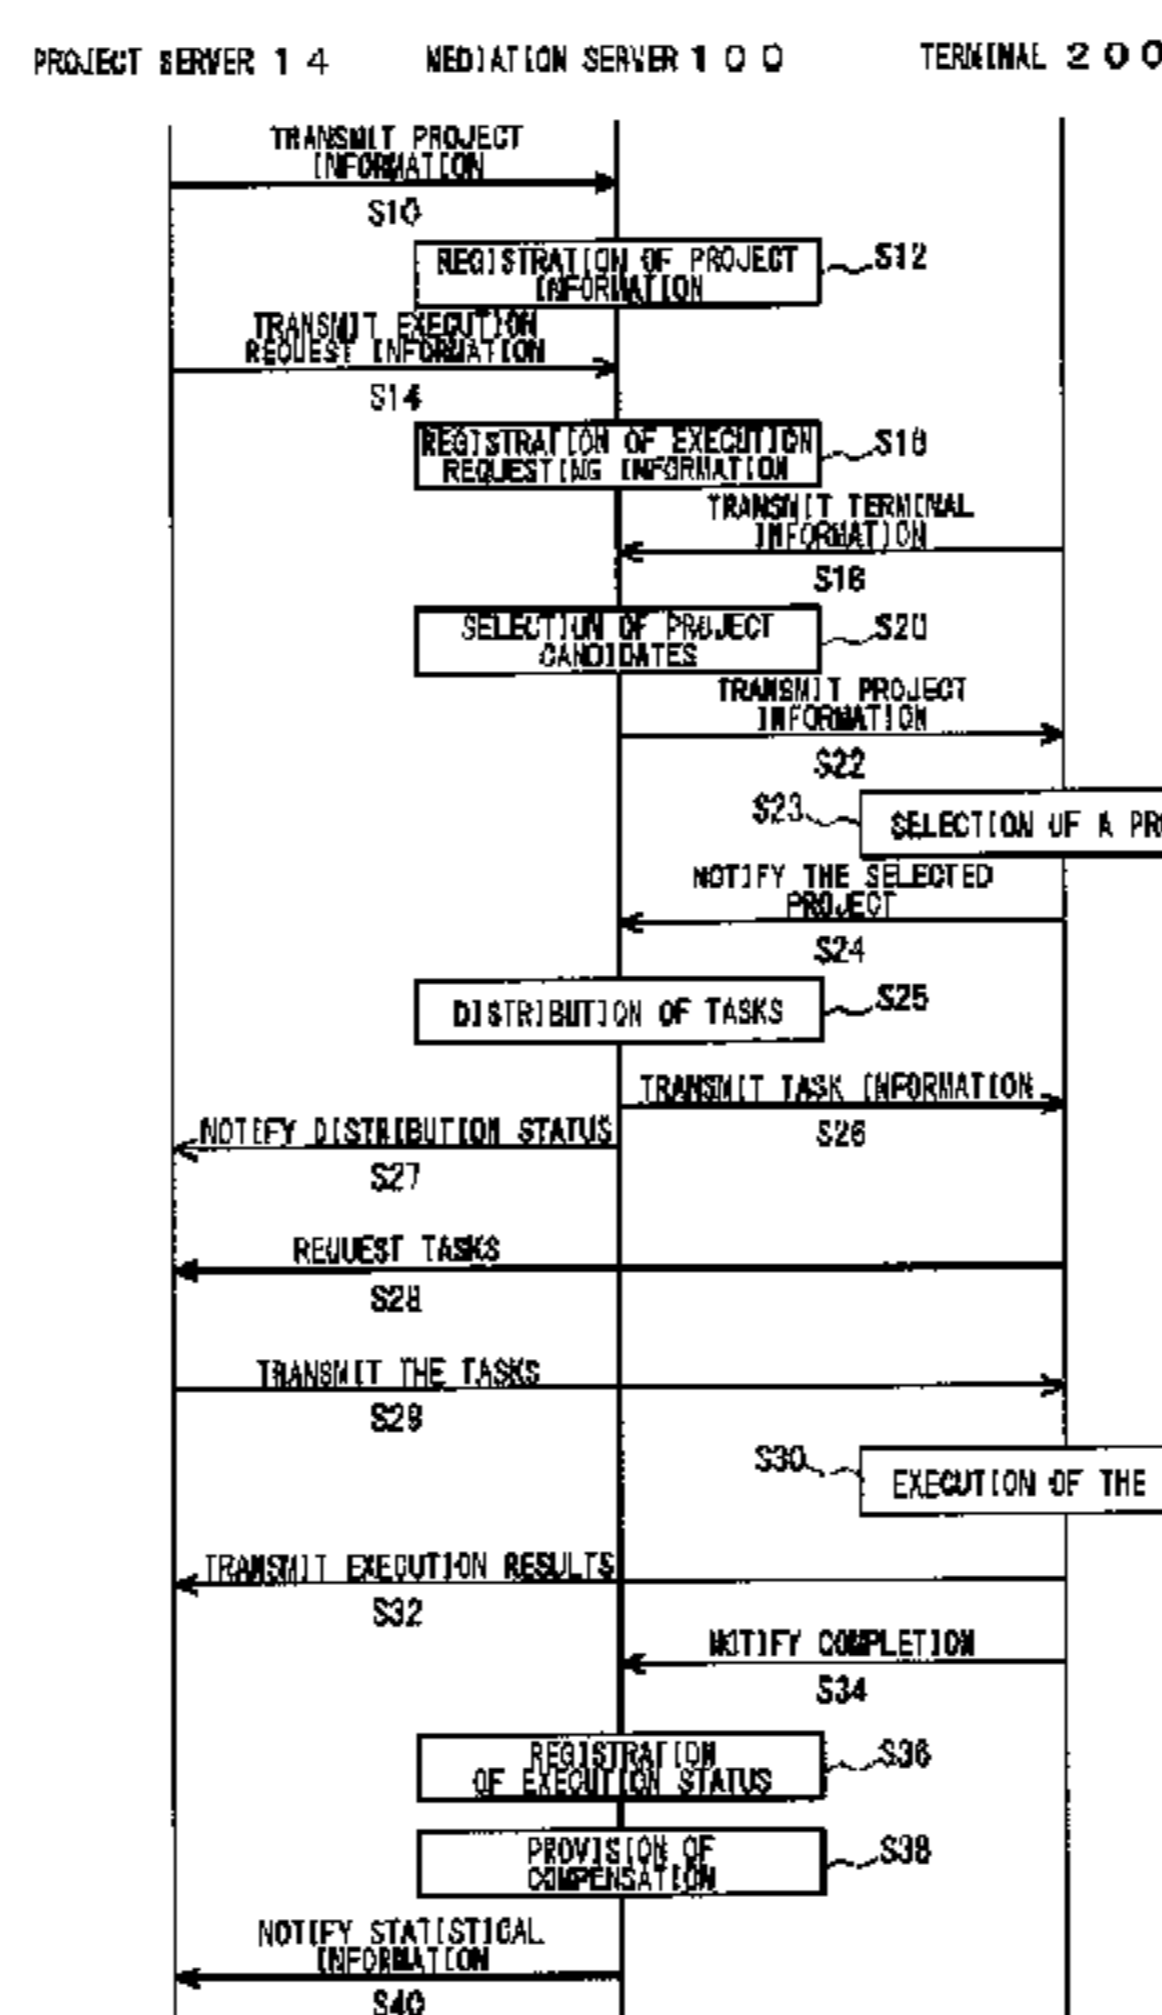 PROJECT SERVER 14 MEDIATION SERVER 100 TERMINAL 200
TRANSMIT PROJECT
INFORMATION
S10
REGISTRATION OF PROJECT
INFORMATION
S12
TRANSMIT EXECUTION
REQUEST INFORMATION
S14
REGISTRATION OF EXECUTION
REQUESTING INFORMATION
S16
TRANSMIT TERMINAL
INFORMATION
S18
SELECTION OF PROJECT
CANDIDATES
S20
TRANSMIT PROJECT
INFORMATION
S22
S23
SELECTION OF A PRO
NOTIFY THE SELECTED
PROJECT
S24
DISTRIBUTION OF TASKS
S25
TRANSMIT TASK INFORMATION
S26
NOTIFY DISTRIBUTION STATUS
S27
REQUEST TASKS
S28
TRANSMIT THE TASKS
S29
S30
EXECUTION OF THE
TRANSMIT EXECUTION RESULTS
S32
NOTIFY COMPLETION
S34
REGISTRATION
OF EXECUTION STATUS
S36
PROVISION OF
COMPENSATION
S38
NOTIFY STATISTICAL
INFORMATION
S40